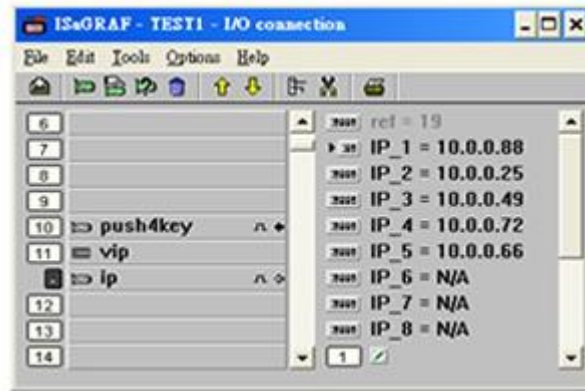 ISaGRAF - TEST1 - I/O connection
File Edit Tools Options Help
6
7
8
9
10 push4key
11 vip
ip
12
13
14
ref = 19
IP_1 = 10.0.0.88
IP_2 = 10.0.0.25
IP_3 = 10.0.0.49
IP_4 = 10.0.0.72
IP_5 = 10.0.0.66
IP_6 = N/A
IP_7 = N/A
IP_8 = N/A
1